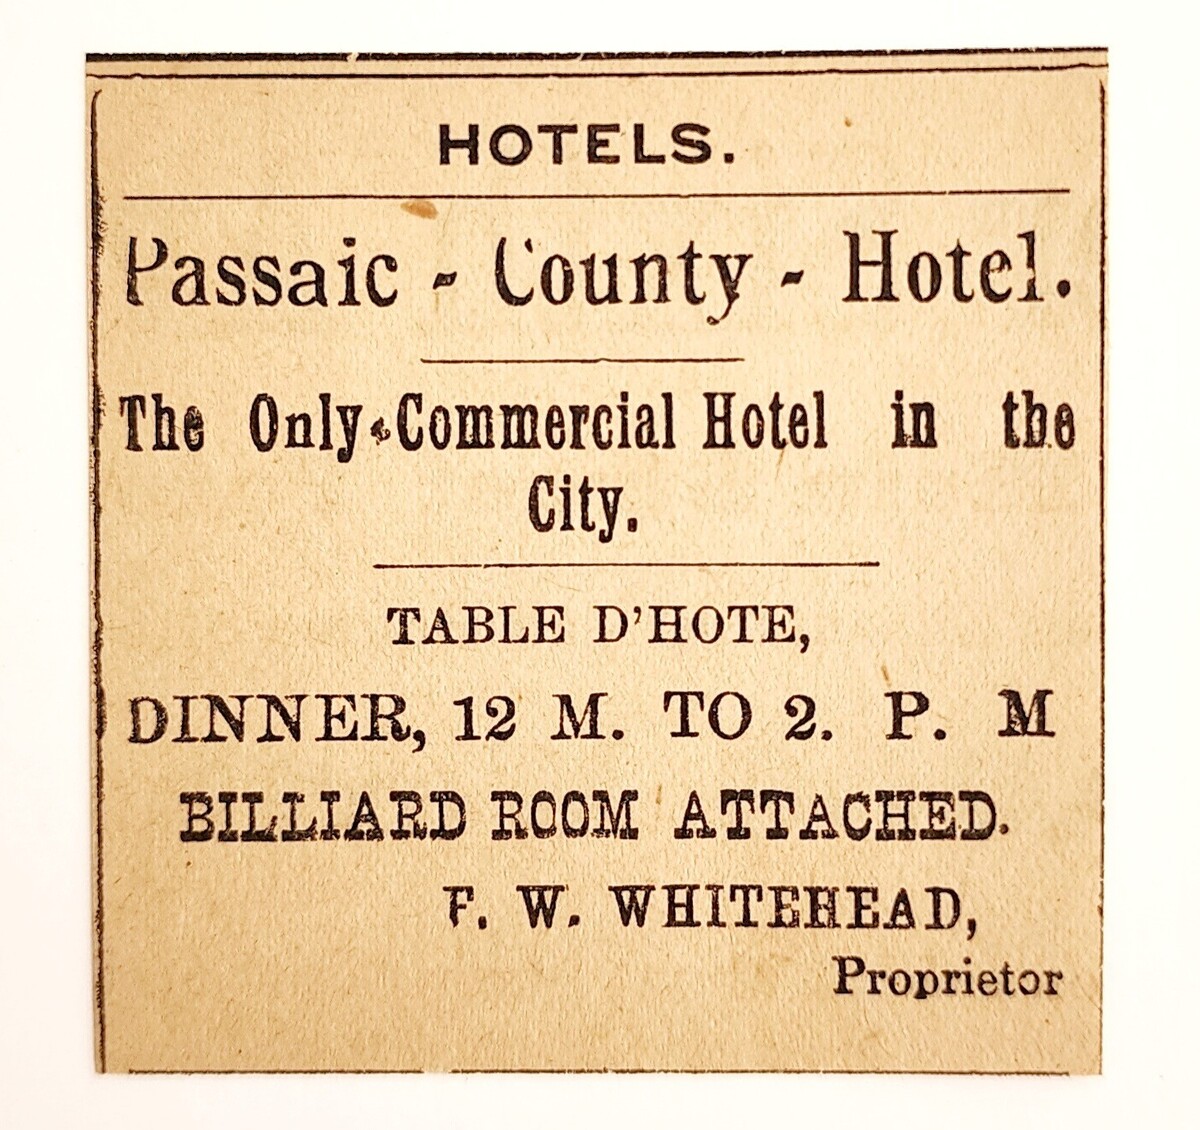 HOTELS.
Passaic - County - Hotel.
The Only Commercial Hotel in the
City.
TABLE D'HOTE,
DINNER, 12 M. TO 2. P. M
BILLIARD ROOM ATTACHED.
F. W. WHITEHEAD,
Proprietor